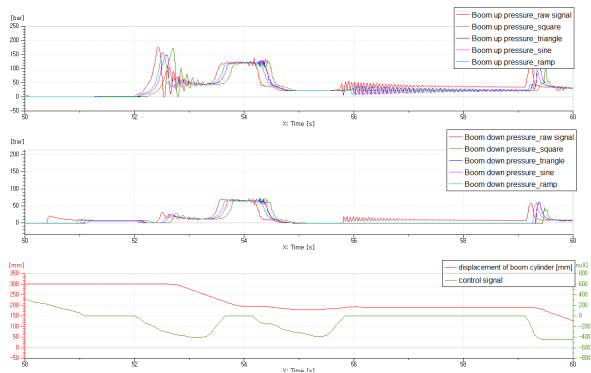 [bar]
250
200
150
100
50
0
-50
50 52 54 56 58 60
X: Time [s]
Boom up pressure_raw signal
Boom up pressure_square
Boom up pressure_triangle
Boom up pressure_sine
Boom up pressure_ramp
[bar]
200
150
100
50
0
50 52 54 56 58 60
X: Time [s]
Boom down pressure_raw signal
Boom down pressure_square
Boom down pressure_triangle
Boom down pressure_sine
Boom down pressure_ramp
[mm]
350
300
250
200
150
100
50
0
-50
[null]
800
600
400
200
0
-200
-400
-600
-800
50 52 54 56 58 60
X: Time [s]
displacement of boom cylinder [mm]
control signal